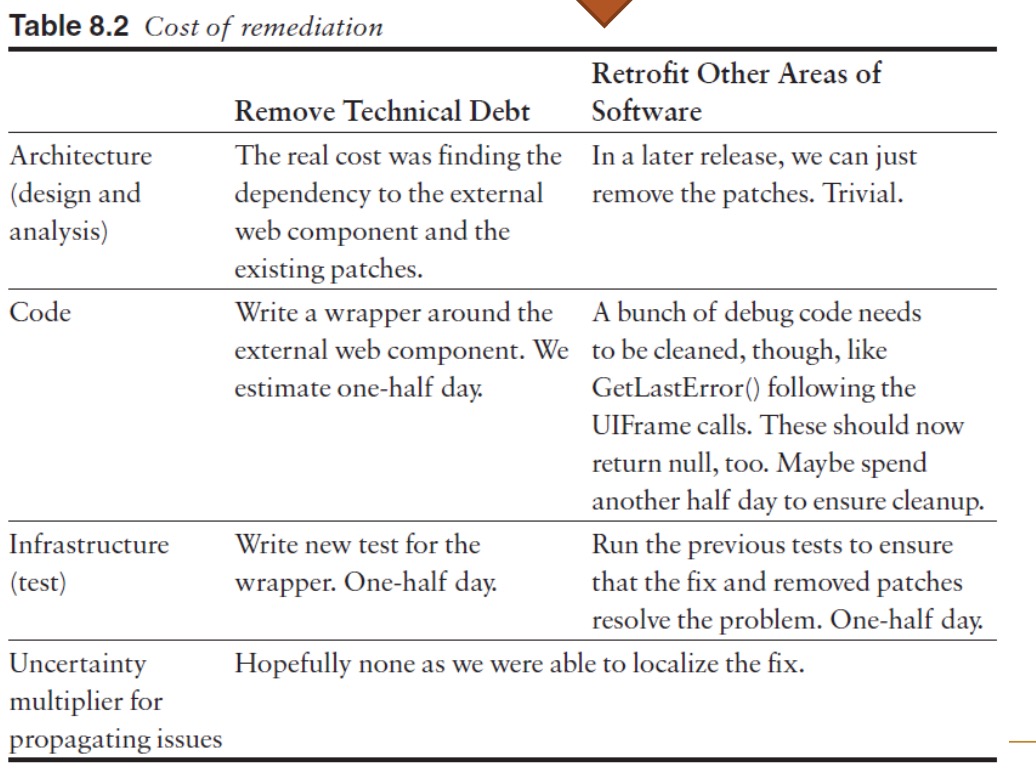 Table 8.2 Cost of remediation
Remove Technical Debt
Retrofit Other Areas of
Software
Architecture
(design and
analysis)
The real cost was finding the
dependency to the external
web component and the
existing patches.
In a later release, we can just
remove the patches. Trivial.
Code
Write a wrapper around the
external web component. We
estimate one-half day.
A bunch of debug code needs
to be cleaned, though, like
GetLastError() following the
UIFrame calls. These should now
return null, too. Maybe spend
another half day to ensure cleanup.
Infrastructure
(test)
Write new test for the
wrapper. One-half day.
Run the previous tests to ensure
that the fix and removed patches
resolve the problem. One-half day.
Uncertainty
multiplier for
propagating issues
Hopefully none as we were able to localize the fix.